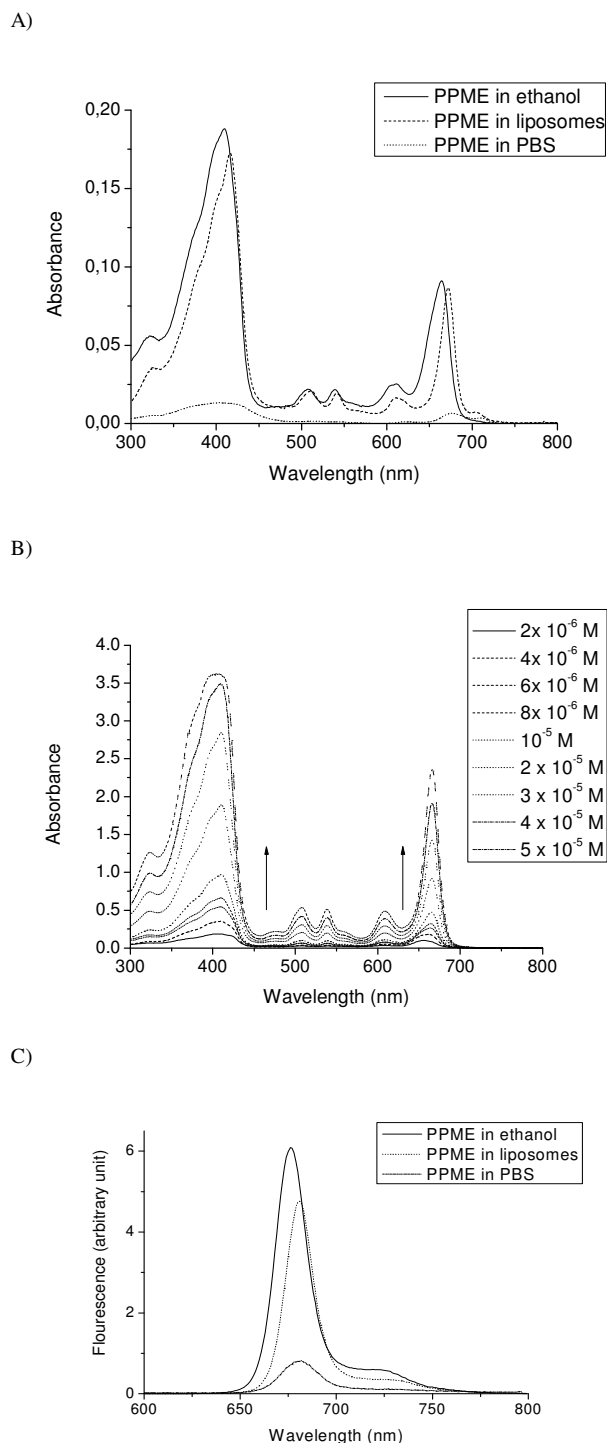 A)
PPME in ethanol
PPME in liposomes
PPME in PBS
0,20
0,15
0,10
0,05
0,00
Absorbance
300 400 500 600 700 800
Wavelength (nm)
B)
2x 10⁻⁶ M
4x 10⁻⁶ M
6x 10⁻⁶ M
8x 10⁻⁶ M
10⁻⁵ M
2 x 10⁻⁵ M
3 x 10⁻⁵ M
4 x 10⁻⁵ M
5 x 10⁻⁵ M
4.0
3.5
3.0
2.5
2.0
1.5
1.0
0.5
0.0
Absorbance
300 400 500 600 700 800
Wavelength (nm)
C)
PPME in ethanol
PPME in liposomes
PPME in PBS
6
4
2
0
Flourescence (arbitrary unit)
600 650 700 750 800
Wavelength (nm)